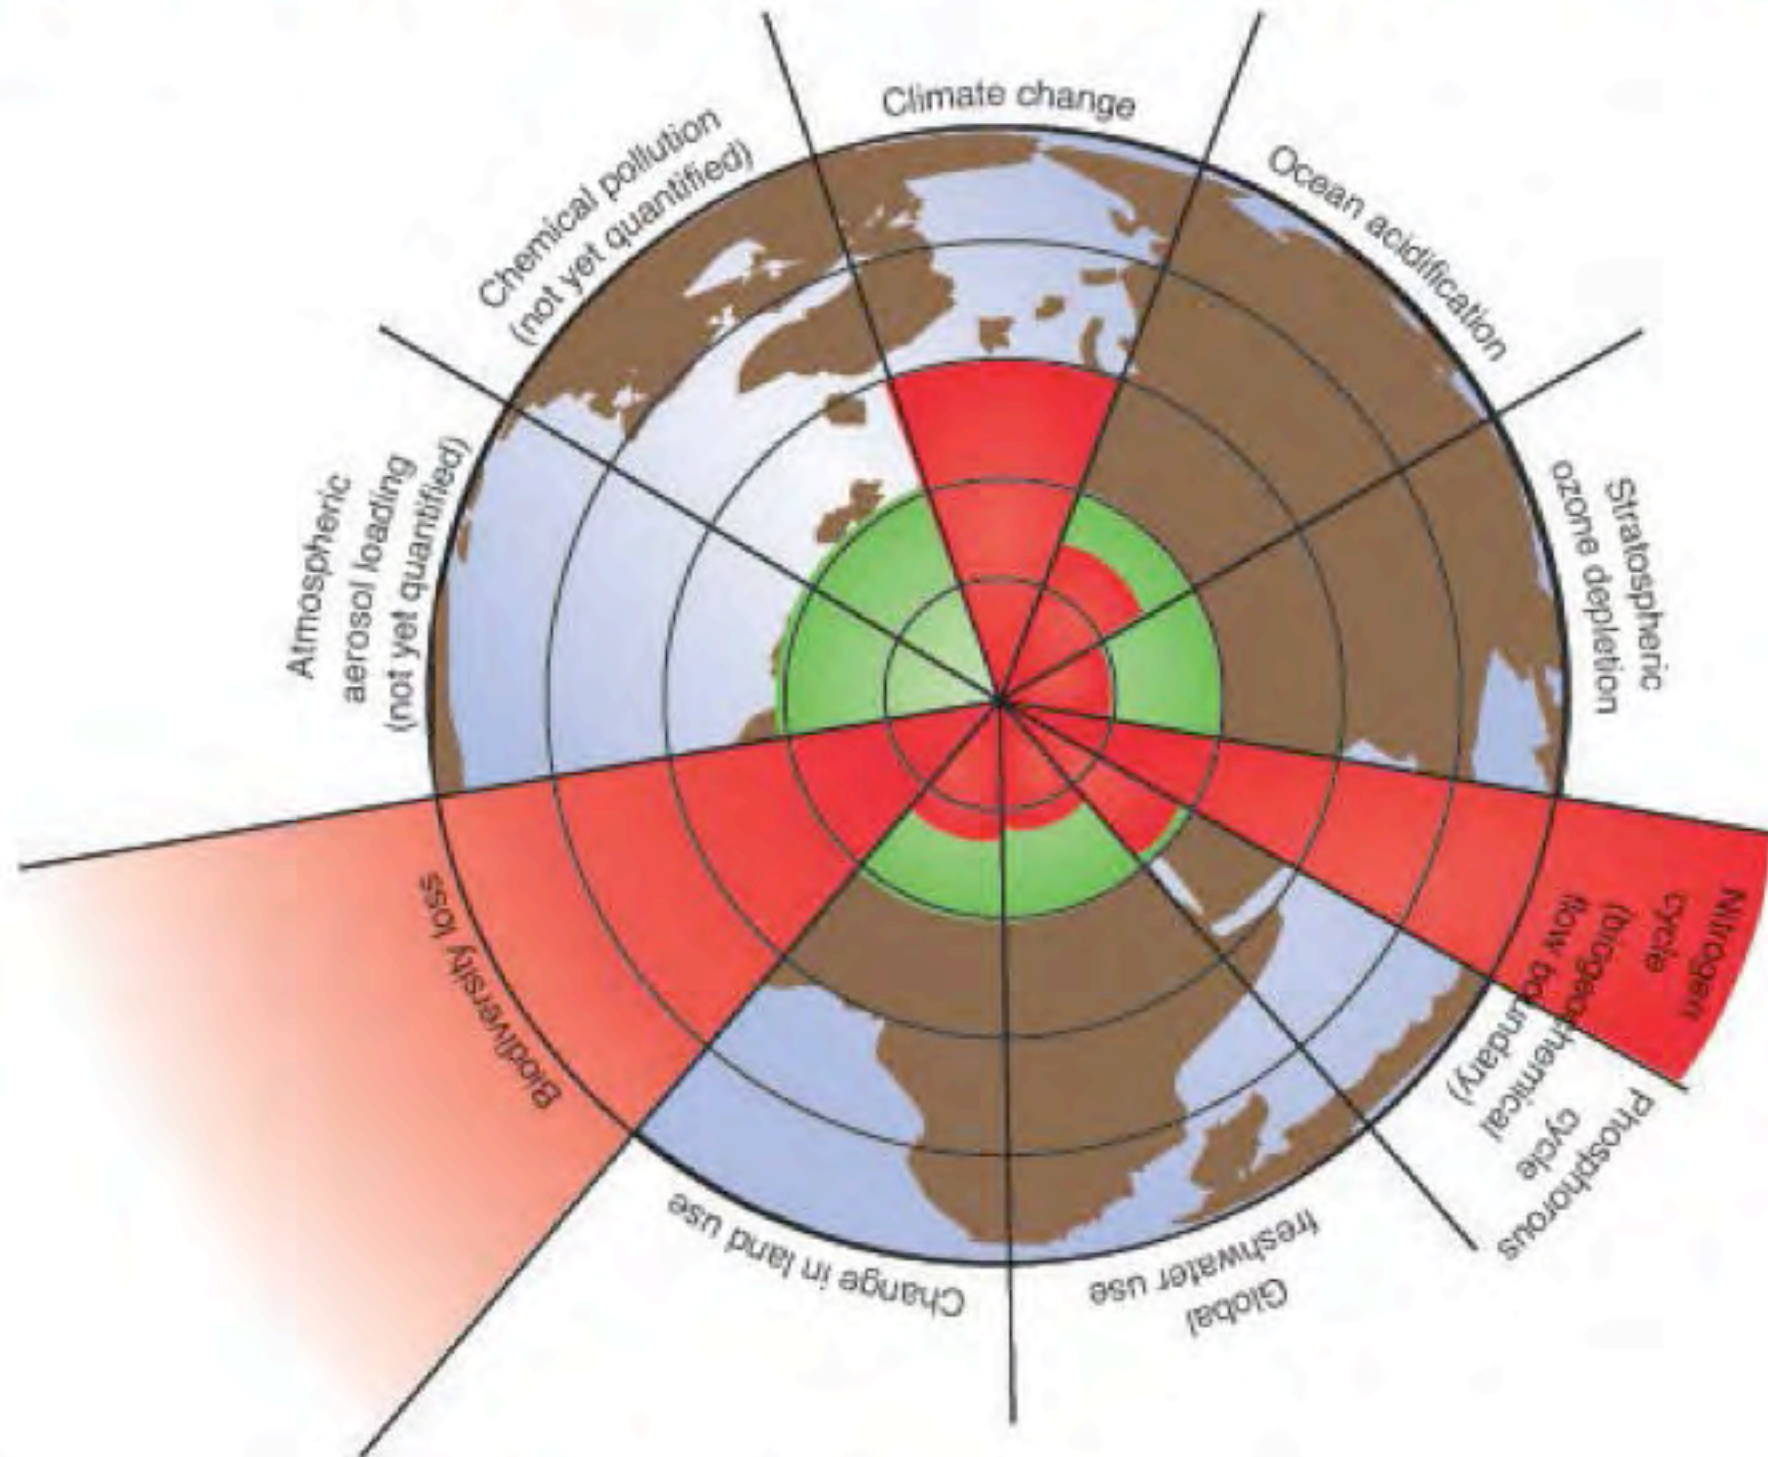 Climate change
Ocean acidification
Stratospheric
ozone depletion
Nitrogen
cycle
(biogeochemical
flow boundary)
Phosphorous
cycle
Global
freshwater use
Change in land use
Biodiversity loss
Atmospheric
aerosol loading
(not yet quantified)
Chemical pollution
(not yet quantified)